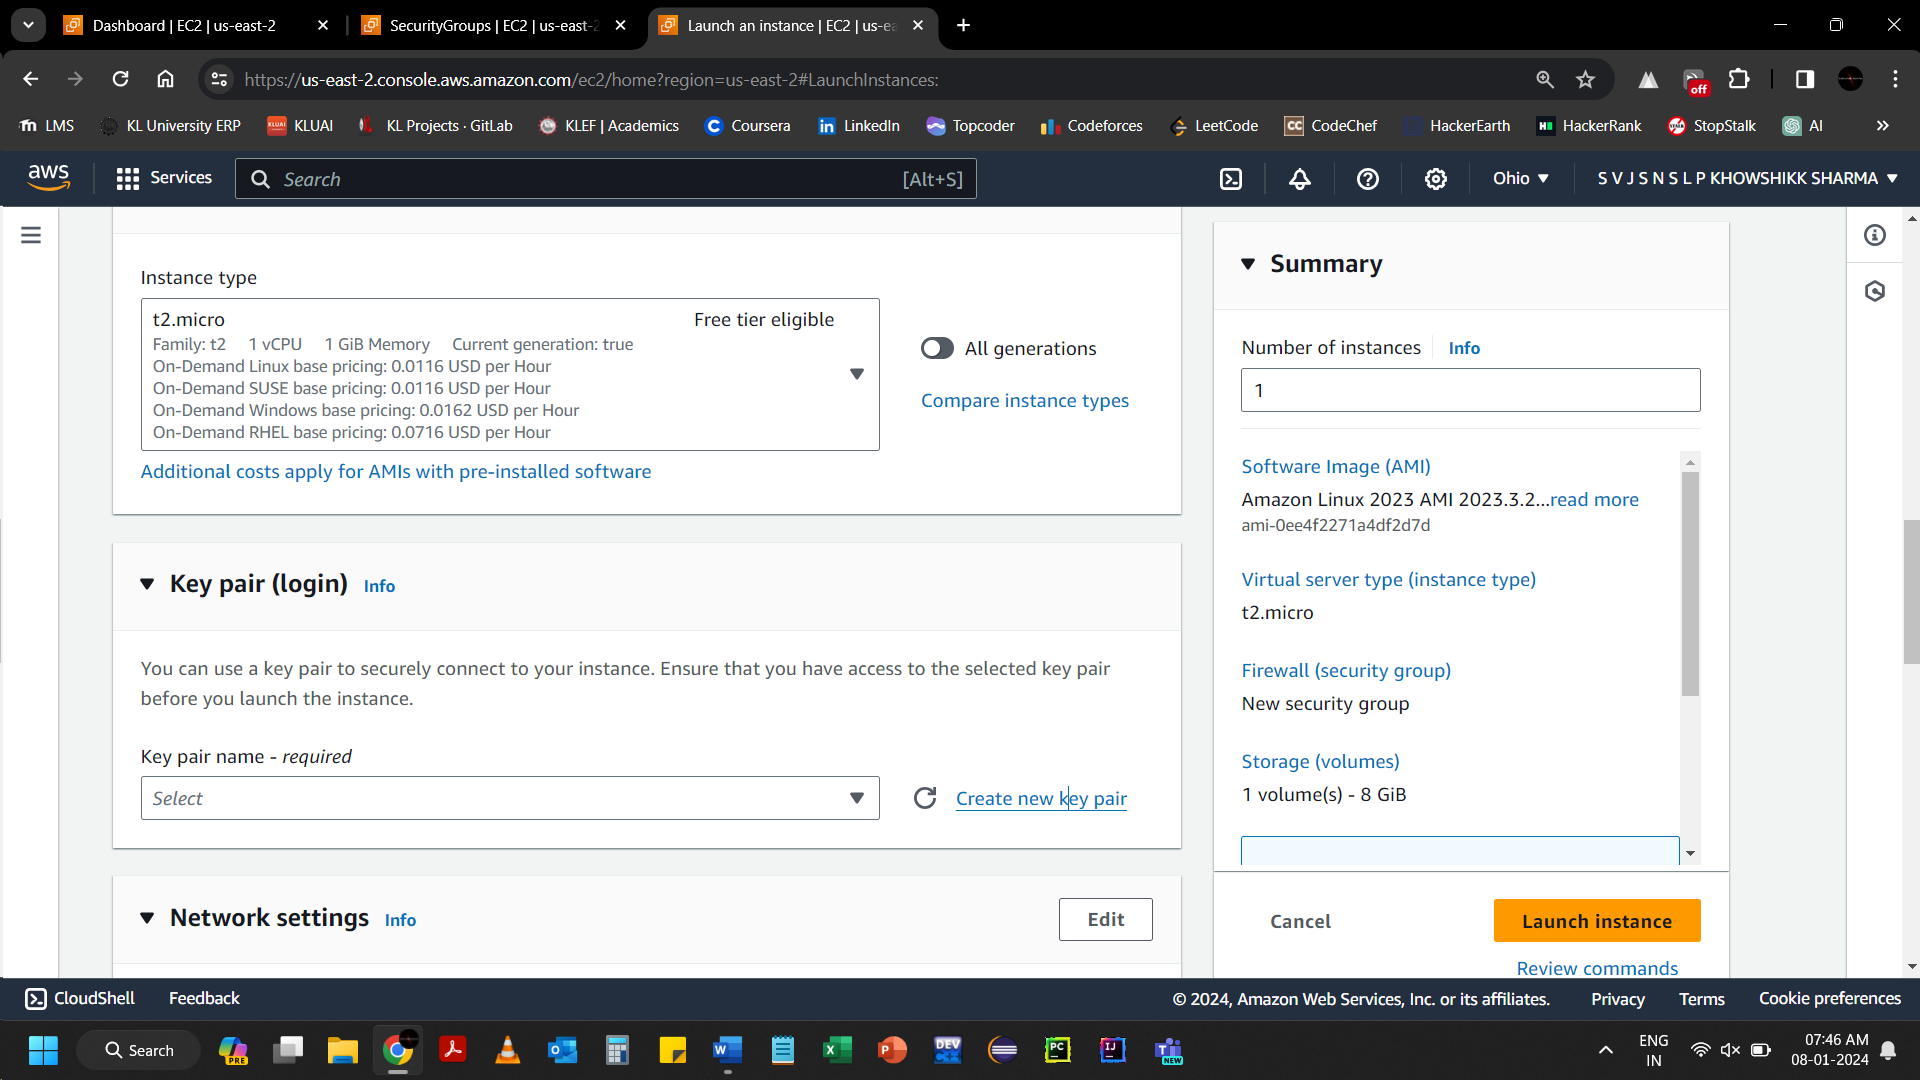 Dashboard | EC2 | us-east-2
SecurityGroups | EC2 | us-east-2
Launch an instance | EC2 | us-ea
https://us-east-2.console.aws.amazon.com/ec2/home?region=us-east-2#LaunchInstances:
off
LMS
KL University ERP
KLUAI KLUAI
KL Projects · GitLab
KLEF | Academics
Coursera
LinkedIn
Topcoder
Codeforces
LeetCode
CC CodeChef
HackerEarth
HackerRank
StopStalk
AI
aws
Services
Search
[Alt+S]
Ohio
S V J S N S L P KHOWSHIKK SHARMA
Instance type
t2.micro
Free tier eligible
Family: t2 1 vCPU 1 GiB Memory Current generation: true
On-Demand Linux base pricing: 0.0116 USD per Hour
On-Demand SUSE base pricing: 0.0116 USD per Hour
On-Demand Windows base pricing: 0.0162 USD per Hour
On-Demand RHEL base pricing: 0.0716 USD per Hour
All generations
Compare instance types
Additional costs apply for AMIs with pre-installed software
Key pair (login) Info
You can use a key pair to securely connect to your instance. Ensure that you have access to the selected key pair
before you launch the instance.
Key pair name - required
Select
Create new key pair
Network settings Info
Edit
Summary
Number of instances Info
1
Software Image (AMI)
Amazon Linux 2023 AMI 2023.3.2...read more
ami-0ee4f2271a4df2d7d
Virtual server type (instance type)
t2.micro
Firewall (security group)
New security group
Storage (volumes)
1 volume(s) - 8 GiB
Cancel
Launch instance
Review commands
CloudShell
Feedback
© 2024, Amazon Web Services, Inc. or its affiliates.
Privacy
Terms
Cookie preferences
Search
PRE
DEV
PC
IJ
NEW
ENG
IN
07:46 AM
08-01-2024